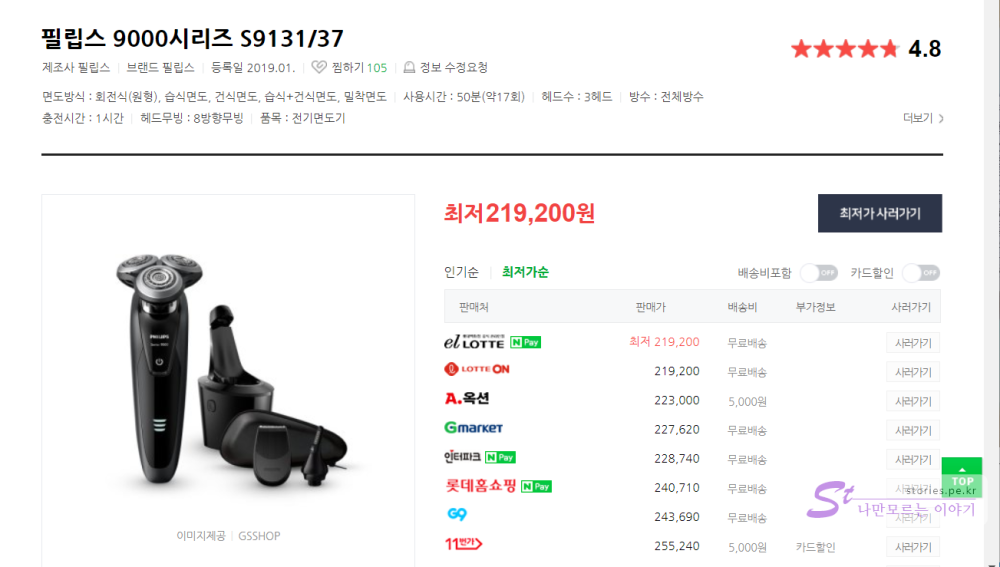 필립스 9000시리즈 S9131/37
4.8
제조사 필립스 브랜드 필립스 등록일 2019.01. 찜하기 105 정보 수정요청
면도방식 : 회전식(원형), 습식면도, 건식면도, 습식+건식면도, 밀착면도 사용시간 : 50분(약17회) 헤드수 : 3헤드 방수 : 전체방수
충전시간 : 1시간 헤드무빙 : 8방향무빙 품목 : 전기면도기 더보기
최저219,200원
최저가 사러가기
인기순 최저가순 배송비포함 OFF 카드할인 OFF
판매처 판매가 배송비 부가정보 사러가기
el LOTTE N Pay 최저 219,200 무료배송 사러가기
LOTTE ON 219,200 무료배송 사러가기
A.옥션 223,000 5,000원 사러가기
Gmarket 227,620 무료배송 사러가기
인터파크 N Pay 228,740 무료배송 사러가기
TOP
롯데홈쇼핑 N Pay 240,710 무료배송 사러가기
stories.pe.kr
St 나만모르는 이야기
G9 243,690 무료배송 사러가기
11번가 255,240 5,000원 카드할인 사러가기
PHILIPS
이미지제공 GSSHOP